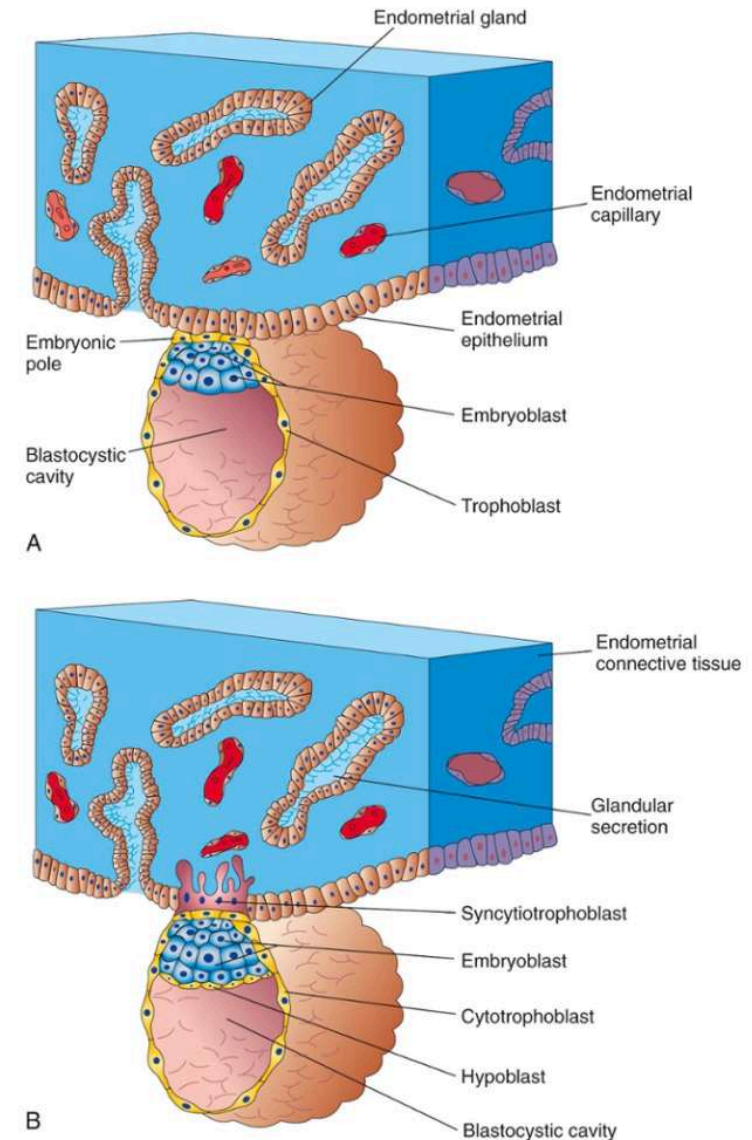 Endometrial gland
Endometrial
capillary
Endometrial
epithelium
Embryonic
pole
Embryoblast
Blastocystic
cavity
Trophoblast
A
Endometrial
connective tissue
Glandular
secretion
Syncytiotrophoblast
Embryoblast
Cytotrophoblast
Hypoblast
Blastocystic cavity
B